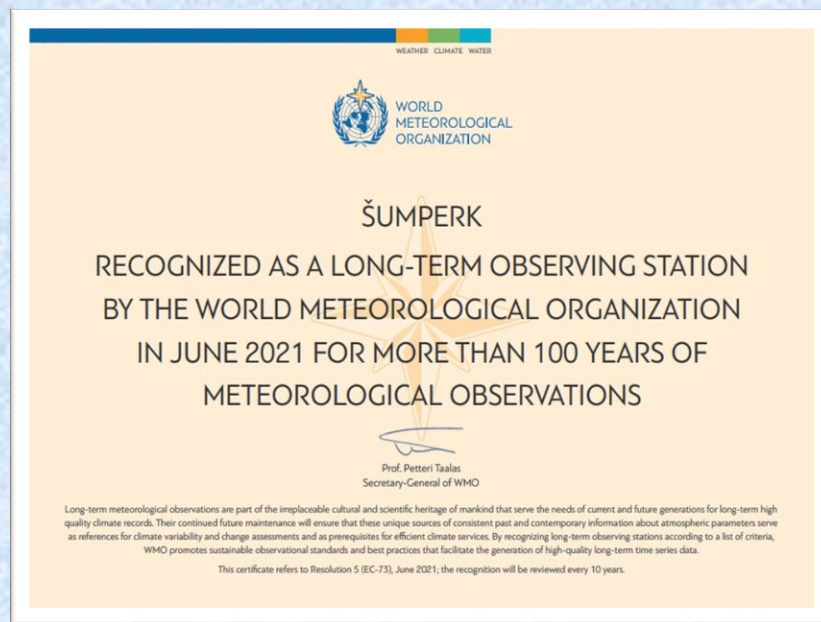 WEATHER CLIMATE WATER
WORLD
METEOROLOGICAL
ORGANIZATION
ŠUMPERK
RECOGNIZED AS A LONG-TERM OBSERVING STATION
BY THE WORLD METEOROLOGICAL ORGANIZATION
IN JUNE 2021 FOR MORE THAN 100 YEARS OF
METEOROLOGICAL OBSERVATIONS
Prof. Petteri Taalas
Secretary-General of WMO
Long-term meteorological observations are part of the irreplaceable cultural and scientific heritage of mankind that serve the needs of current and future generations for long-term high
quality climate records. Their continued future maintenance will ensure that these unique sources of consistent past and contemporary information about atmospheric parameters serve
as references for climate variability and change assessments and as prerequisites for efficient climate services. By recognizing long-term observing stations according to a list of criteria,
WMO promotes sustainable observational standards and best practices that facilitate the generation of high-quality long-term time series data.
This certificate refers to Resolution 5 (EC-73), June 2021; the recognition will be reviewed every 10 years.